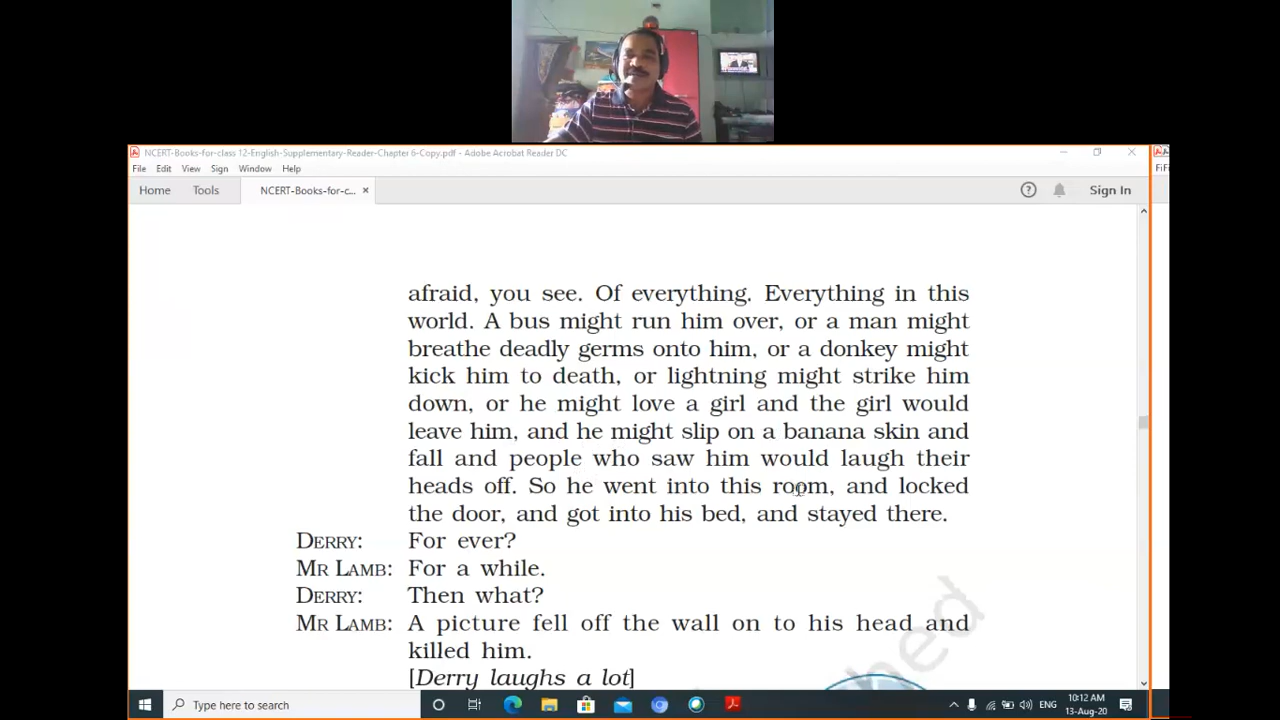 NCERT-Books-for-class 12-English-Supplementary-Reader-Chapter 6-Copy.pdf - Adobe Acrobat Reader DC
File Edit View Sign Window Help
Home Tools NCERT-Books-for-c... × Sign In
afraid, you see. Of everything. Everything in this
world. A bus might run him over, or a man might
breathe deadly germs onto him, or a donkey might
kick him to death, or lightning might strike him
down, or he might love a girl and the girl would
leave him, and he might slip on a banana skin and
fall and people who saw him would laugh their
heads off. So he went into this room, and locked
the door, and got into his bed, and stayed there.
DERRY: For ever?
MR LAMB: For a while.
DERRY: Then what?
MR LAMB: A picture fell off the wall on to his head and
killed him.
[Derry laughs a lot]
Type here to search
ENG
10:12 AM
13-Aug-20